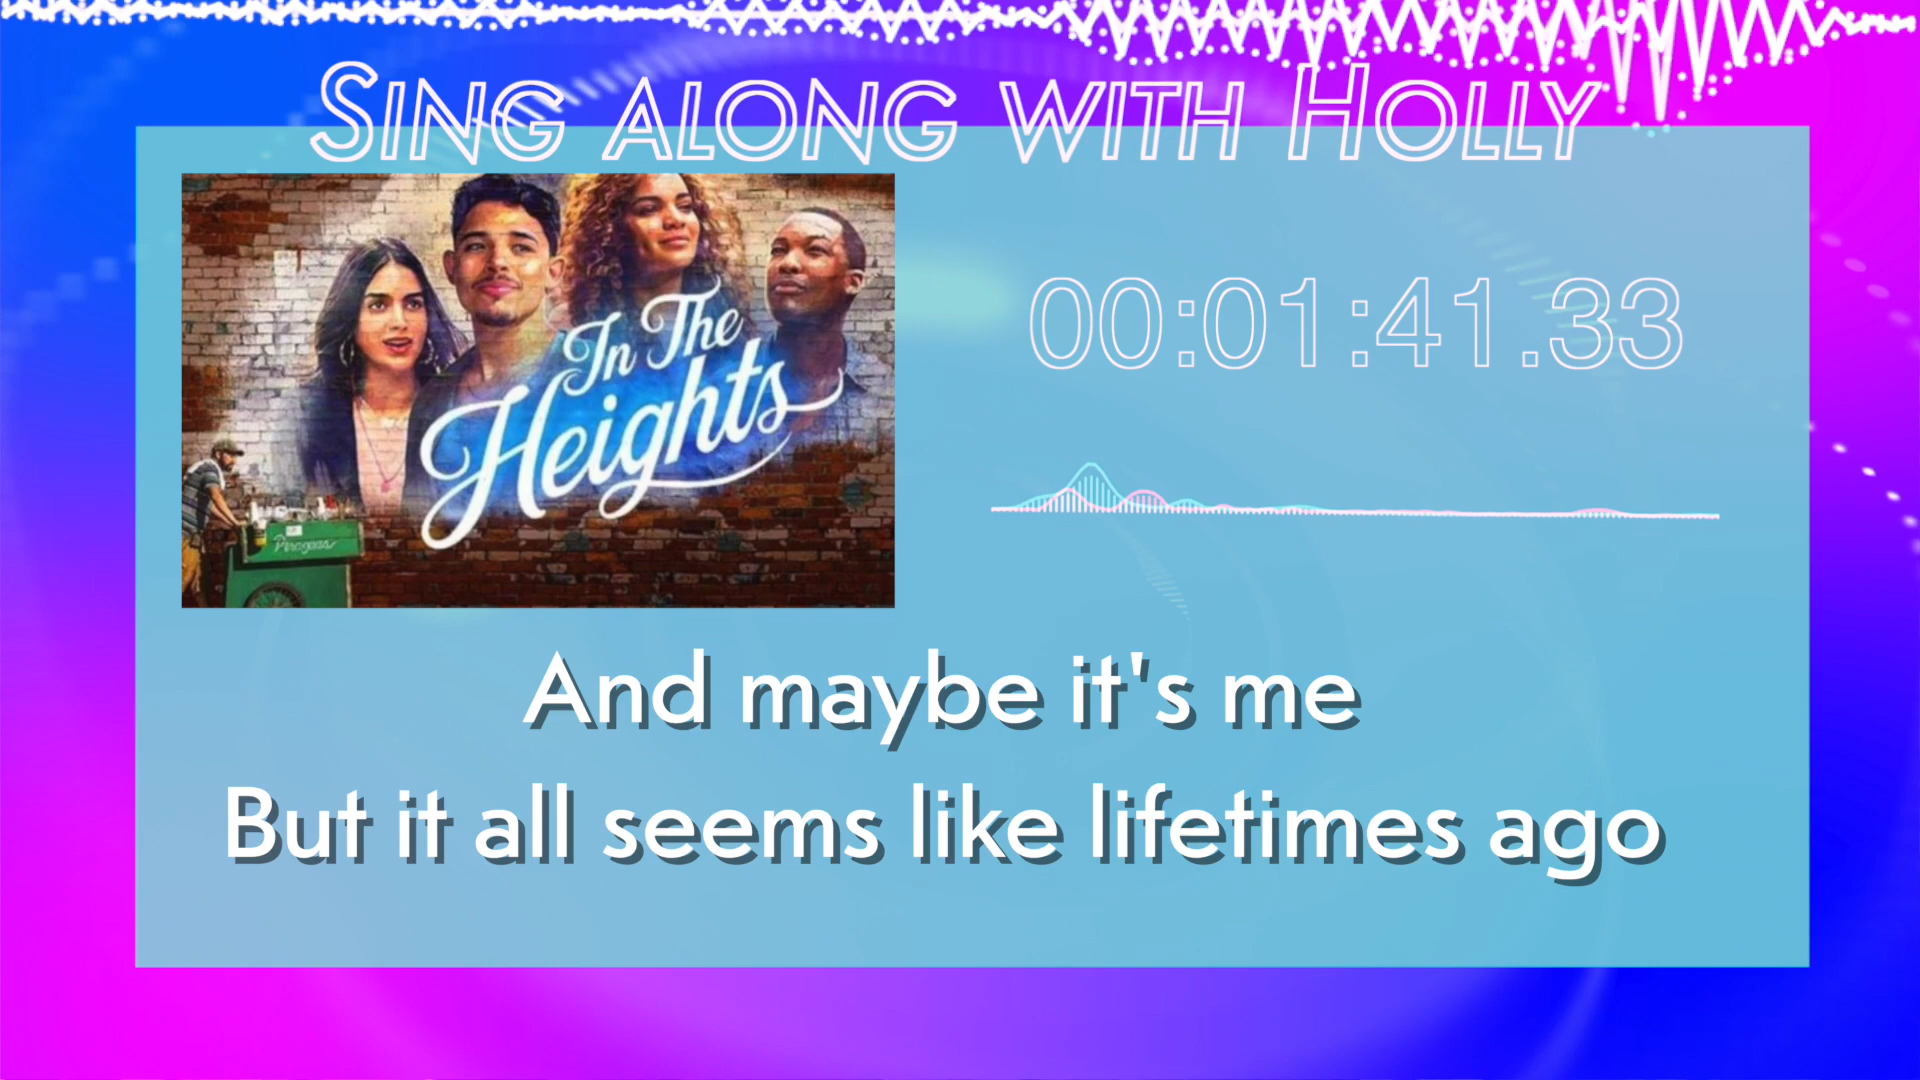 SING ALONG WITH HOLLY
In The
Heights
Piraguas
00:01:41.33
And maybe it's me
But it all seems like lifetimes ago